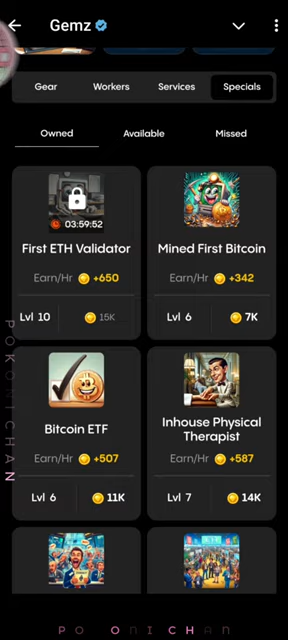 Gemz
Gear Workers Services Specials
Owned Available Missed
03:59:52
First ETH Validator
Earn/Hr +650
Lvl 10 15K
Mined First Bitcoin
Earn/Hr +342
Lvl 6 7K
Bitcoin ETF
Earn/Hr +507
Lvl 6 11K
Inhouse Physical
Therapist
Earn/Hr +587
Lvl 7 14K
POKONICHAN
PO ONICHAN